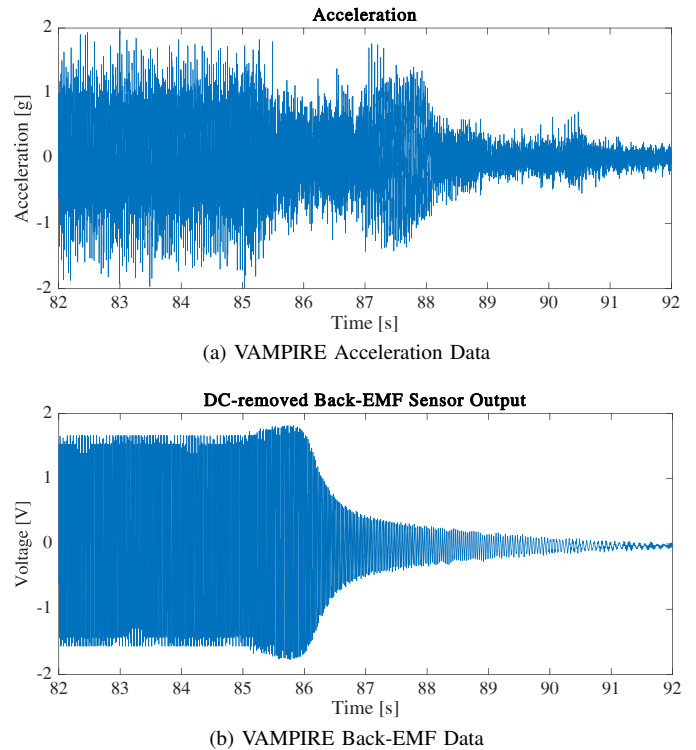 Acceleration
2
1
0
-1
-2
Acceleration [g]
82 83 84 85 86 87 88 89 90 91 92
Time [s]
(a) VAMPIRE Acceleration Data
DC-removed Back-EMF Sensor Output
2
1
0
-1
-2
Voltage [V]
82 83 84 85 86 87 88 89 90 91 92
Time [s]
(b) VAMPIRE Back-EMF Data